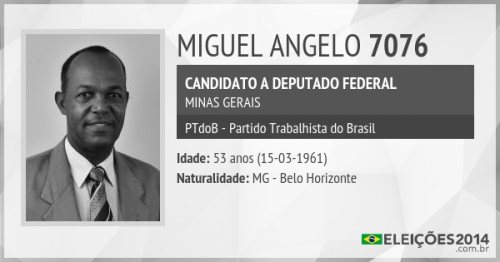 MIGUEL ANGELO 7076
CANDIDATO A DEPUTADO FEDERAL
MINAS GERAIS
PTdoB - Partido Trabalhista do Brasil
Idade: 53 anos (15-03-1961)
Naturalidade: MG - Belo Horizonte
ELEIÇÕES2014
.com.br